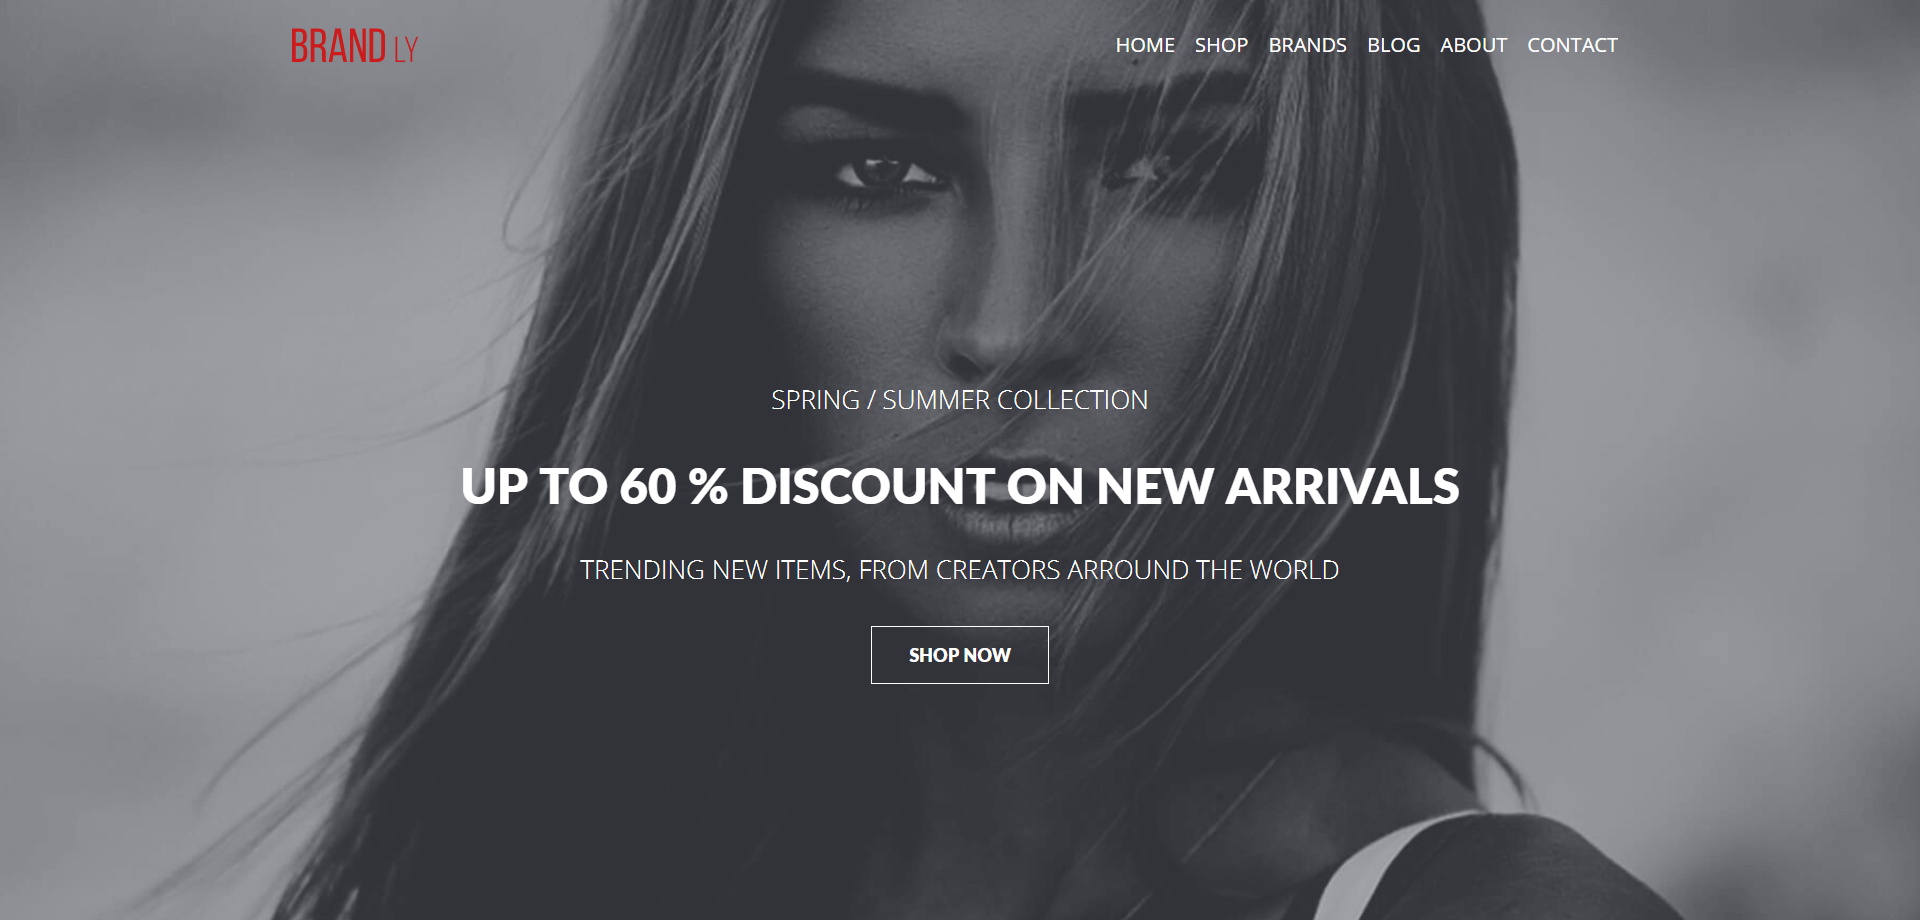 BRAND LY
HOME SHOP BRANDS BLOG ABOUT CONTACT
SPRING / SUMMER COLLECTION
UP TO 60 % DISCOUNT ON NEW ARRIVALS
TRENDING NEW ITEMS, FROM CREATORS ARROUND THE WORLD
SHOP NOW